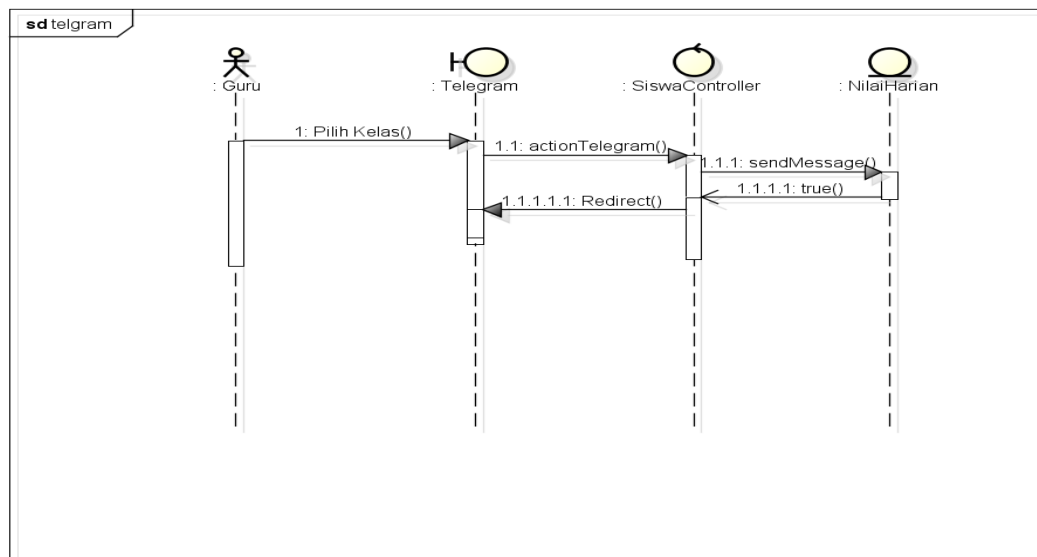 sd telgram
: Guru
: Telegram
: SiswaController
: NilaiHarian
1: Pilih Kelas()
1.1: actionTelegram()
1.1.1: sendMessage()
1.1.1.1: true()
1.1.1.1.1: Redirect()